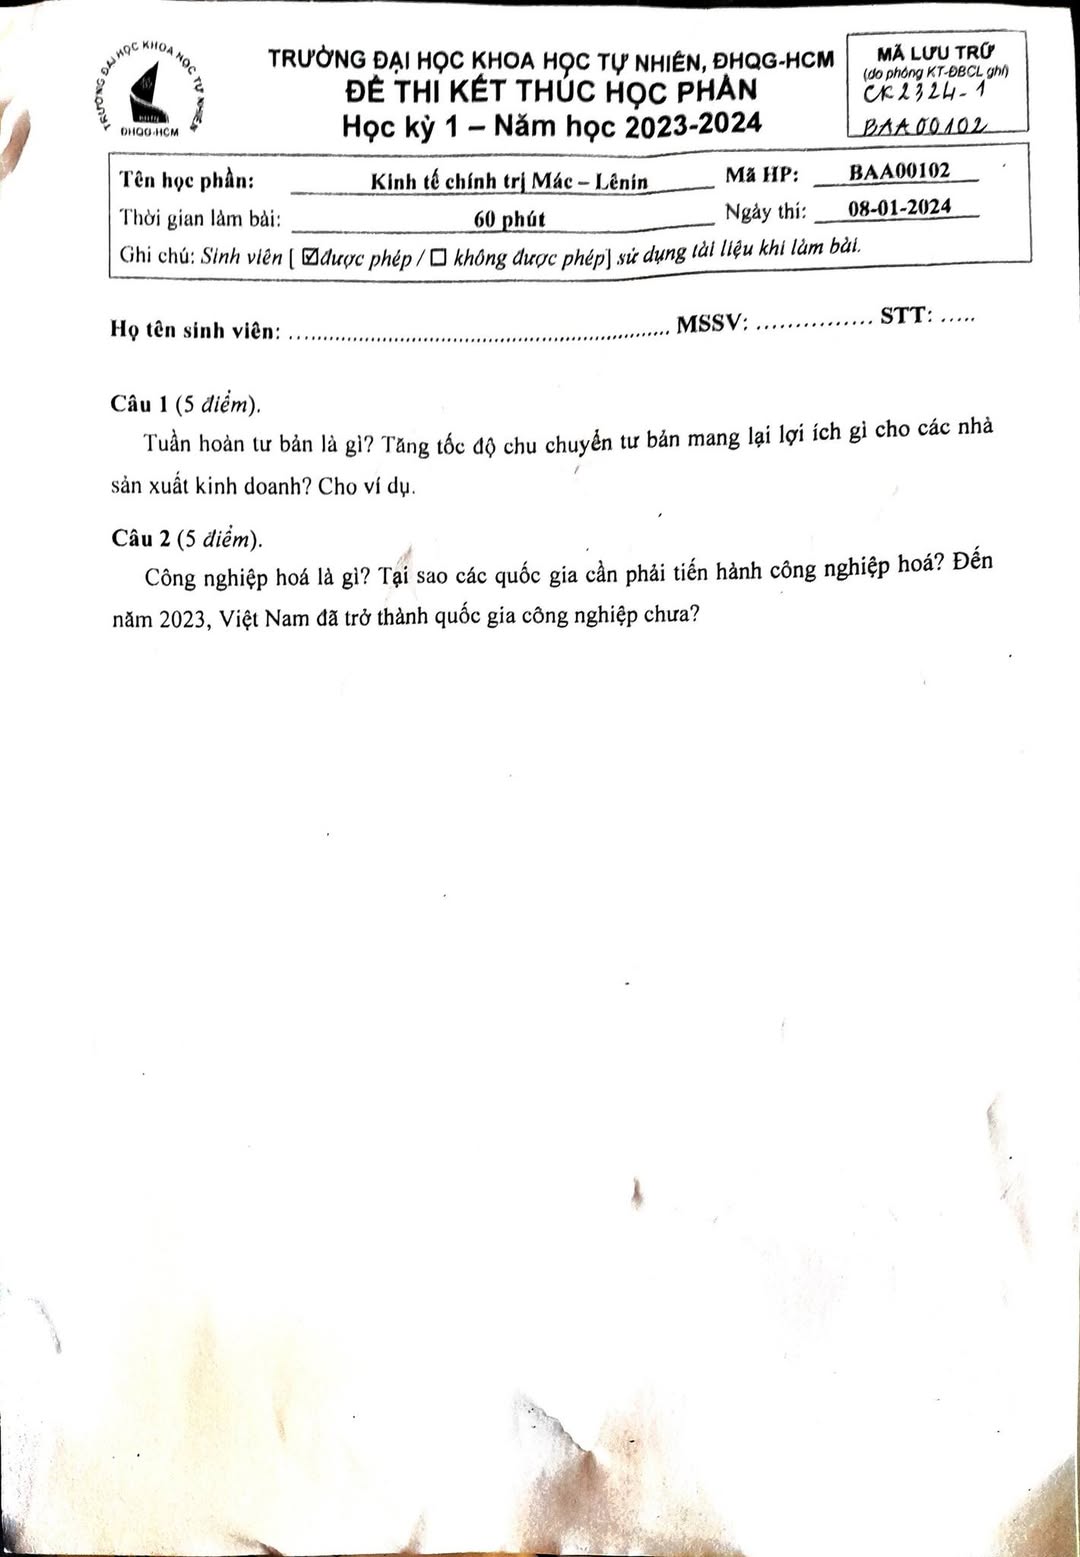 TRƯỜNG ĐẠI HỌC KHOA HỌC TỰ NHIÊN
ĐHQG-HCM
TRƯỜNG ĐẠI HỌC KHOA HỌC TỰ NHIÊN, ĐHQG-HCM
ĐỀ THI KẾT THÚC HỌC PHẦN
Học kỳ 1 – Năm học 2023-2024
MÃ LƯU TRỮ
(do phòng KT-ĐBCL ghi)
CK2324-1
BAA00102
Tên học phần: Kinh tế chính trị Mác – Lênin Mã HP: BAA00102
Thời gian làm bài: 60 phút Ngày thi: 08-01-2024
Ghi chú: Sinh viên [ ☑ được phép / ☐ không được phép] sử dụng tài liệu khi làm bài.
Họ tên sinh viên: ............................................................ MSSV: ............... STT: .....
Câu 1 (5 điểm).
Tuần hoàn tư bản là gì? Tăng tốc độ chu chuyển tư bản mang lại lợi ích gì cho các nhà
sản xuất kinh doanh? Cho ví dụ.
Câu 2 (5 điểm).
Công nghiệp hoá là gì? Tại sao các quốc gia cần phải tiến hành công nghiệp hoá? Đến
năm 2023, Việt Nam đã trở thành quốc gia công nghiệp chưa?